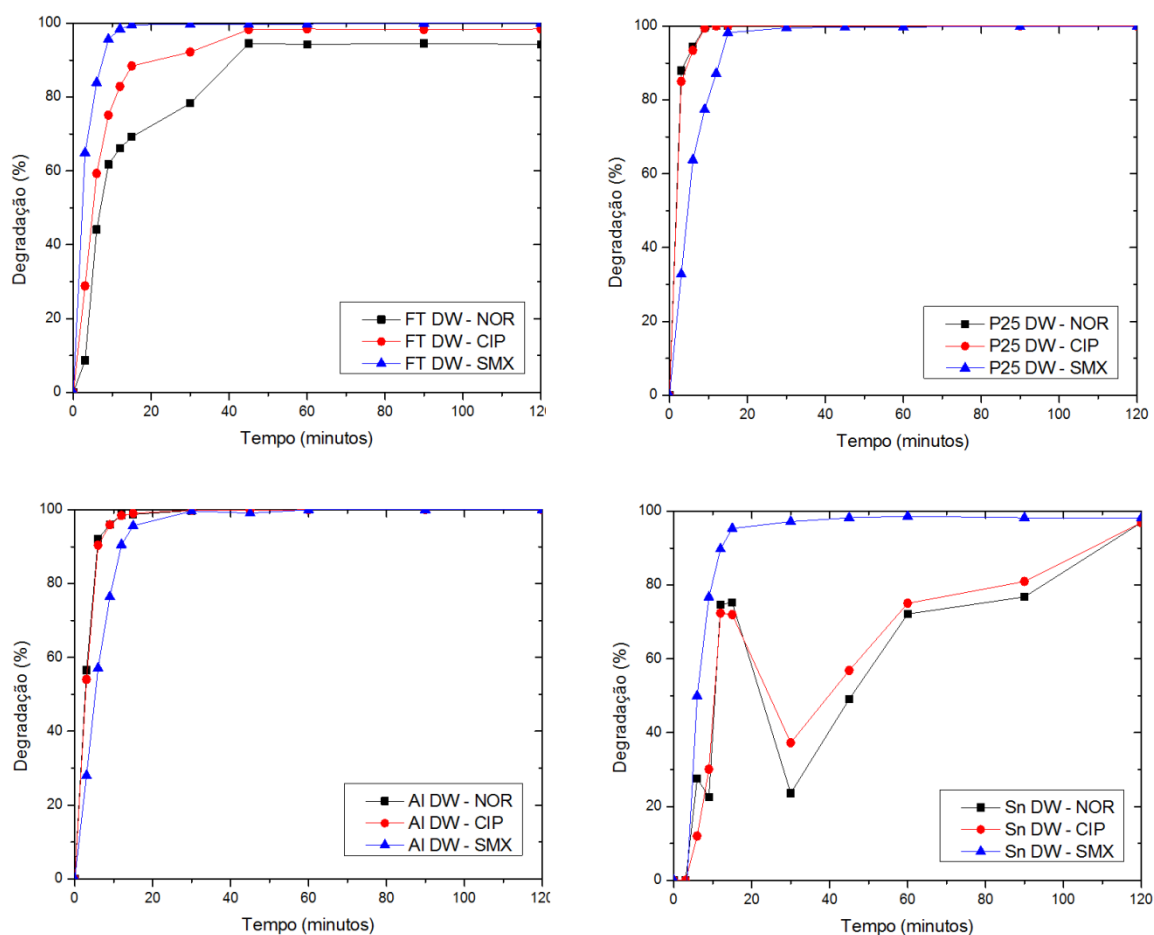 Degradação (%)
100
80
60
40
20
0
FT DW - NOR
FT DW - CIP
FT DW - SMX
0 20 40 60 80 100 120
Tempo (minutos)
Degradação (%)
100
80
60
40
20
0
P25 DW - NOR
P25 DW - CIP
P25 DW - SMX
0 20 40 60 80 100 120
Tempo (minutos)
Degradação (%)
100
80
60
40
20
0
Al DW - NOR
Al DW - CIP
Al DW - SMX
0 20 40 60 80 100 120
Tempo (minutos)
Degradação (%)
100
80
60
40
20
0
Sn DW - NOR
Sn DW - CIP
Sn DW - SMX
0 20 40 60 80 100 120
Tempo (minutos)